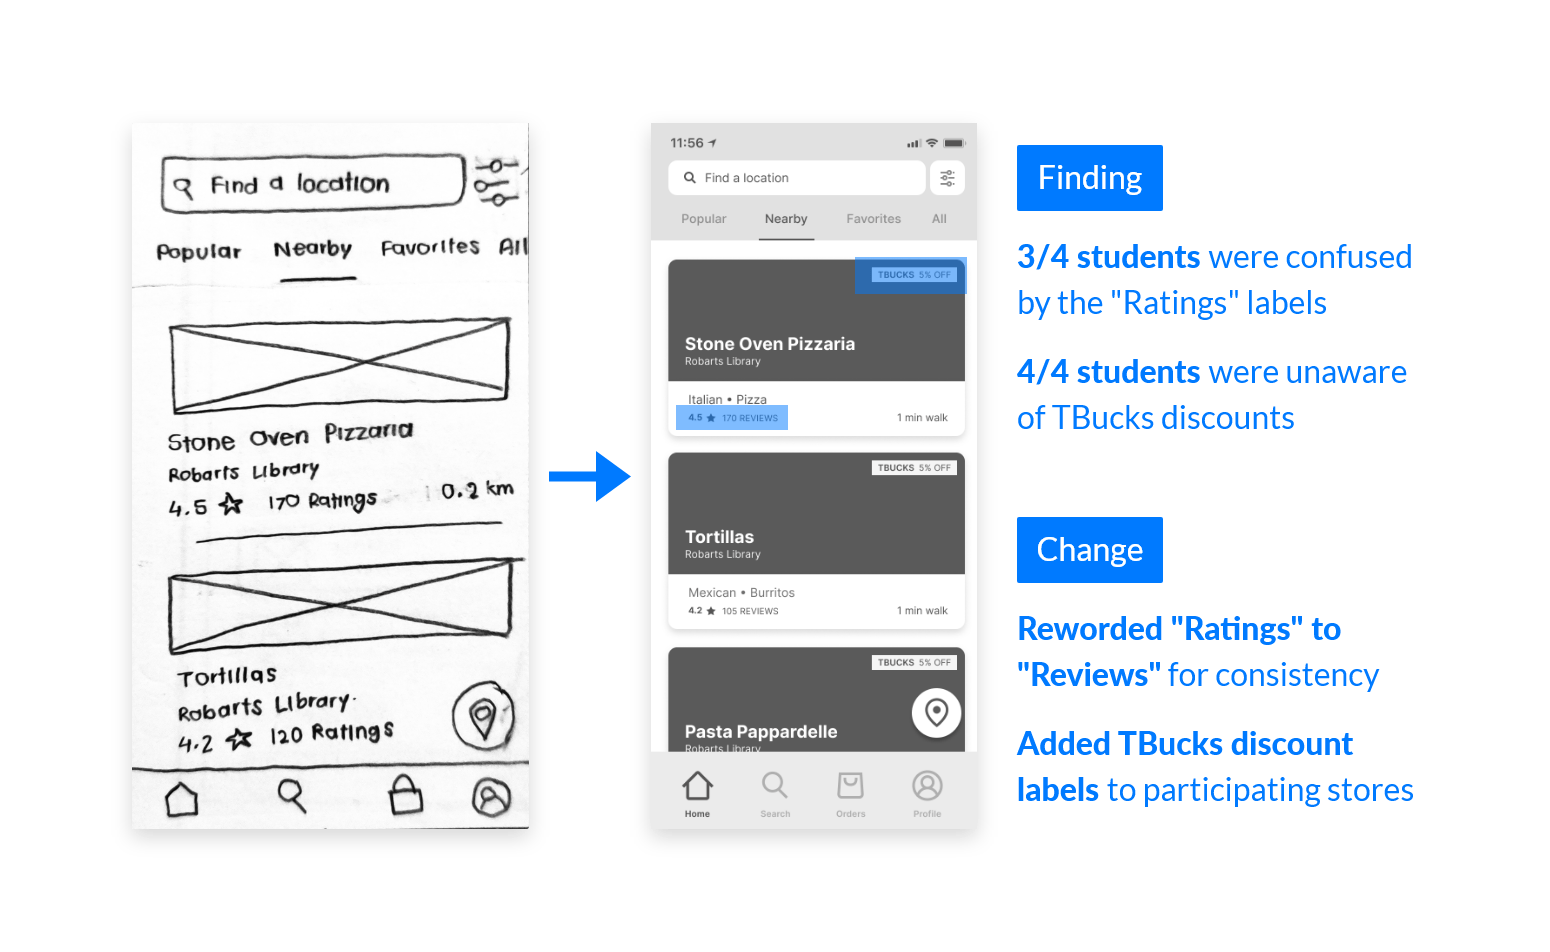 Find a location
Popular Nearby Favorites All
Stone Oven Pizzaria
Robarts Library
4.5 170 Ratings 0.2 km
Tortillas
Robarts Library
4.2 120 Ratings
11:56
Find a location
Popular Nearby Favorites All
TBUCKS 5% OFF
Stone Oven Pizzaria
Robarts Library
Italian • Pizza
4.5 ★ 170 REVIEWS 1 min walk
TBUCKS 5% OFF
Tortillas
Robarts Library
Mexican • Burritos
4.2 ★ 105 REVIEWS 1 min walk
TBUCKS 5% OFF
Pasta Pappardelle
Robarts Library
Home Search Orders Profile
Finding
3/4 students were confused
by the "Ratings" labels
4/4 students were unaware
of TBucks discounts
Change
Reworded "Ratings" to
"Reviews" for consistency
Added TBucks discount
labels to participating stores